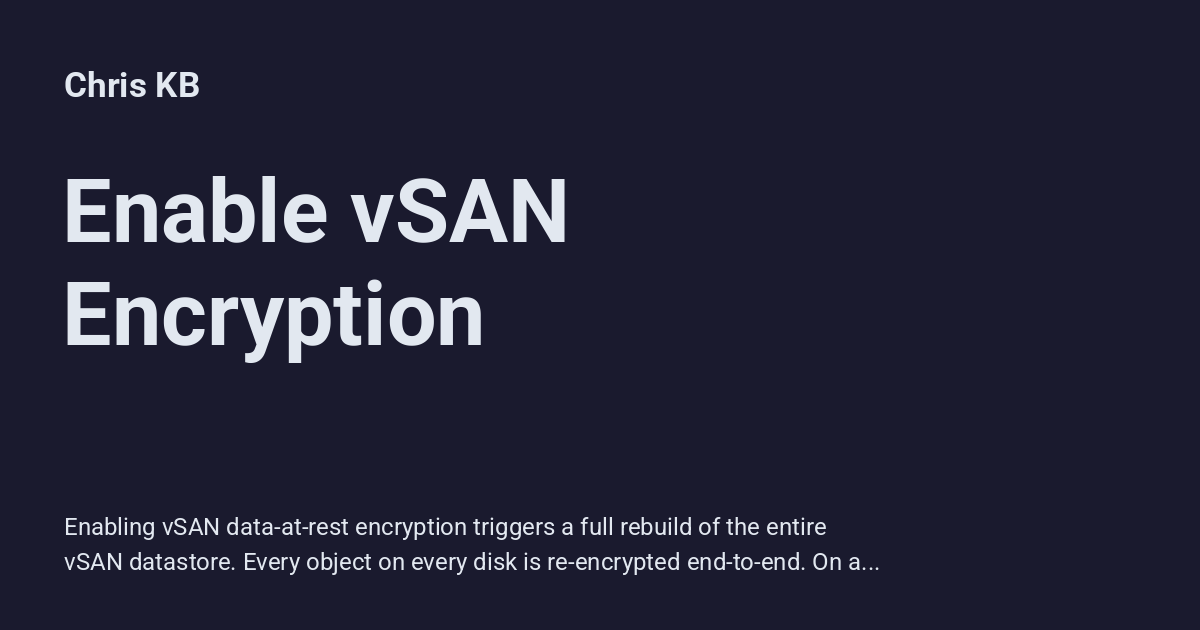 Chris KB
Enable vSAN
Encryption
Enabling vSAN data-at-rest encryption triggers a full rebuild of the entire
vSAN datastore. Every object on every disk is re-encrypted end-to-end. On a...